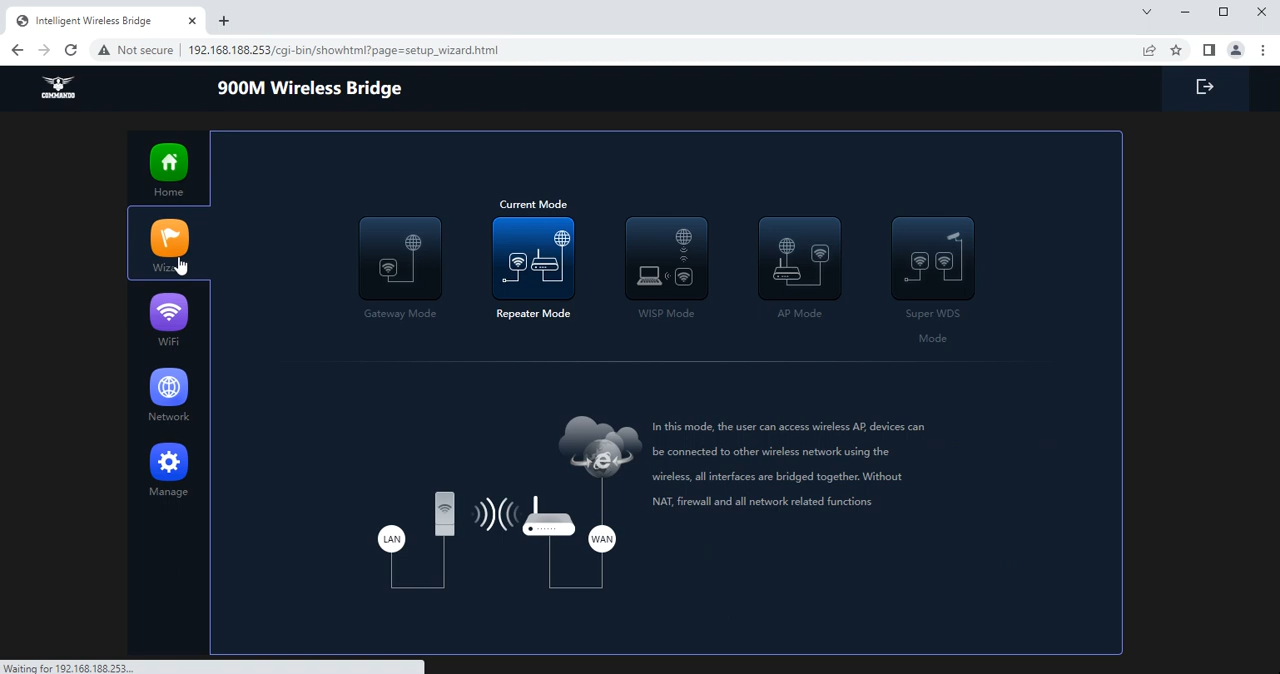 Intelligent Wireless Bridge
Not secure
192.168.188.253/cgi-bin/showhtml?page=setup_wizard.html
COMMANDO
900M Wireless Bridge
Home
Wiza
WiFi
Network
Manage
Current Mode
Gateway Mode
Repeater Mode
WISP Mode
AP Mode
Super WDS
Mode
In this mode, the user can access wireless AP, devices can
be connected to other wireless network using the
wireless, all interfaces are bridged together. Without
NAT, firewall and all network related functions
LAN
WAN
Waiting for 192.168.188.253...